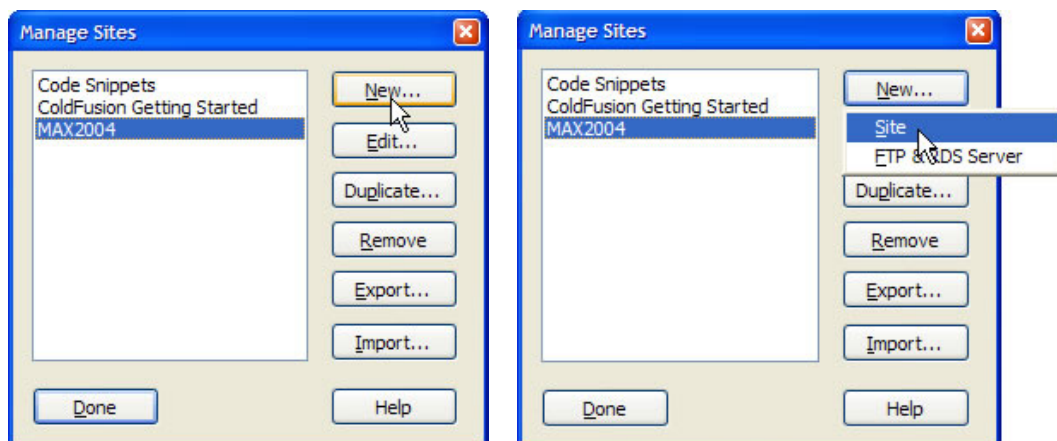 Manage Sites
Code Snippets
ColdFusion Getting Started
MAX2004
New...
Edit...
Duplicate...
Remove
Export...
Import...
Done
Help
Manage Sites
Code Snippets
ColdFusion Getting Started
MAX2004
New...
Site
FTP & RDS Server
Duplicate...
Remove
Export...
Import...
Done
Help